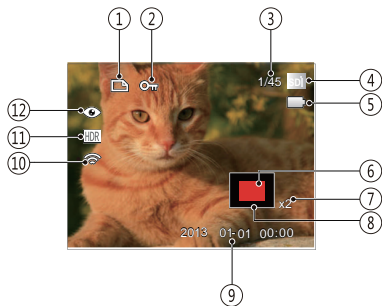 ① ② ③
1/45 SD ④
⑤
⑫
HDR ⑪
⑩
⑥
x2 ⑦
⑧
2013 01-01 00:00
⑨